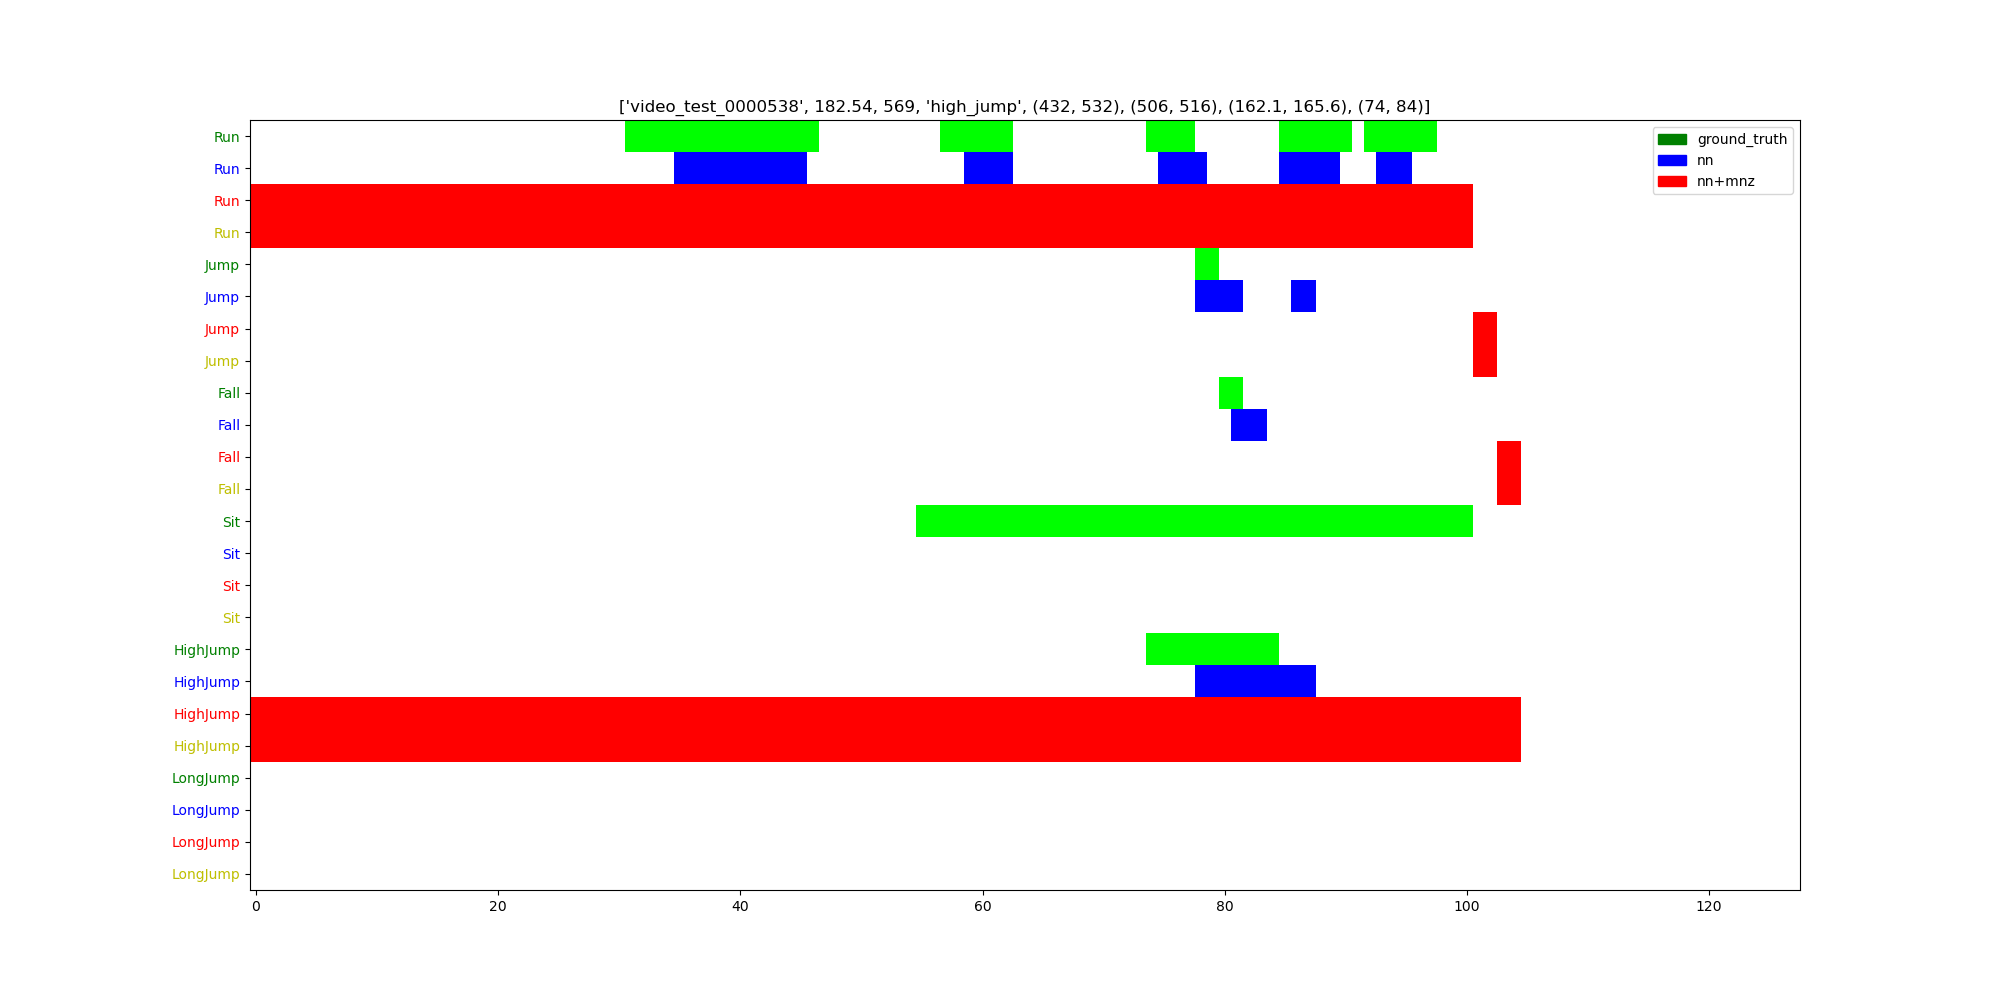 ['video_test_0000538', 182.54, 569, 'high_jump', (432, 532), (506, 516), (162.1, 165.6), (74, 84)]
Run
Run
Run
Run
Jump
Jump
Jump
Jump
Fall
Fall
Fall
Fall
Sit
Sit
Sit
Sit
HighJump
HighJump
HighJump
HighJump
LongJump
LongJump
LongJump
LongJump
ground_truth
nn
nn+mnz
0 20 40 60 80 100 120